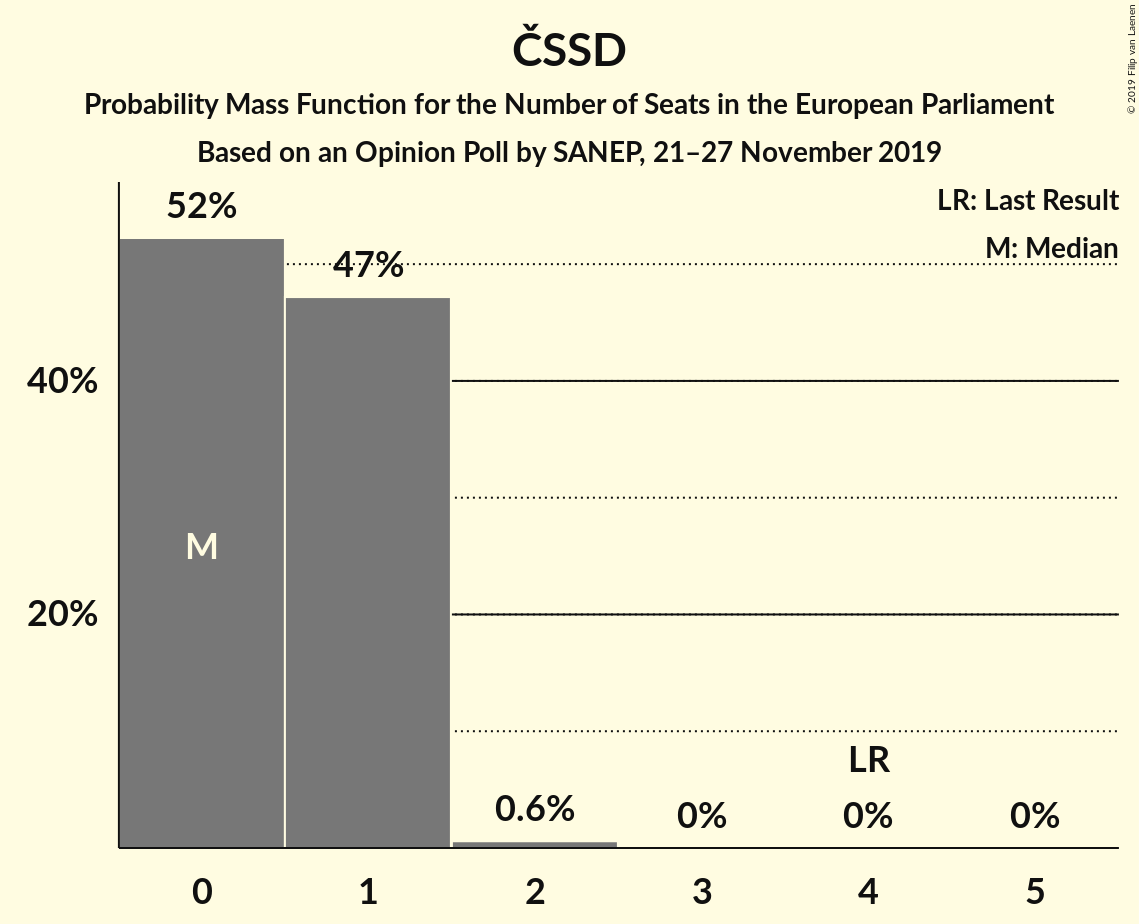 ČSSD
Probability Mass Function for the Number of Seats in the European Parliament
Based on an Opinion Poll by SANEP, 21–27 November 2019
© 2019 Filip van Laenen
LR: Last Result
M: Median
52%
47%
40%
M
20%
LR
0.6%
0%
0%
0%
0
1
2
3
4
5